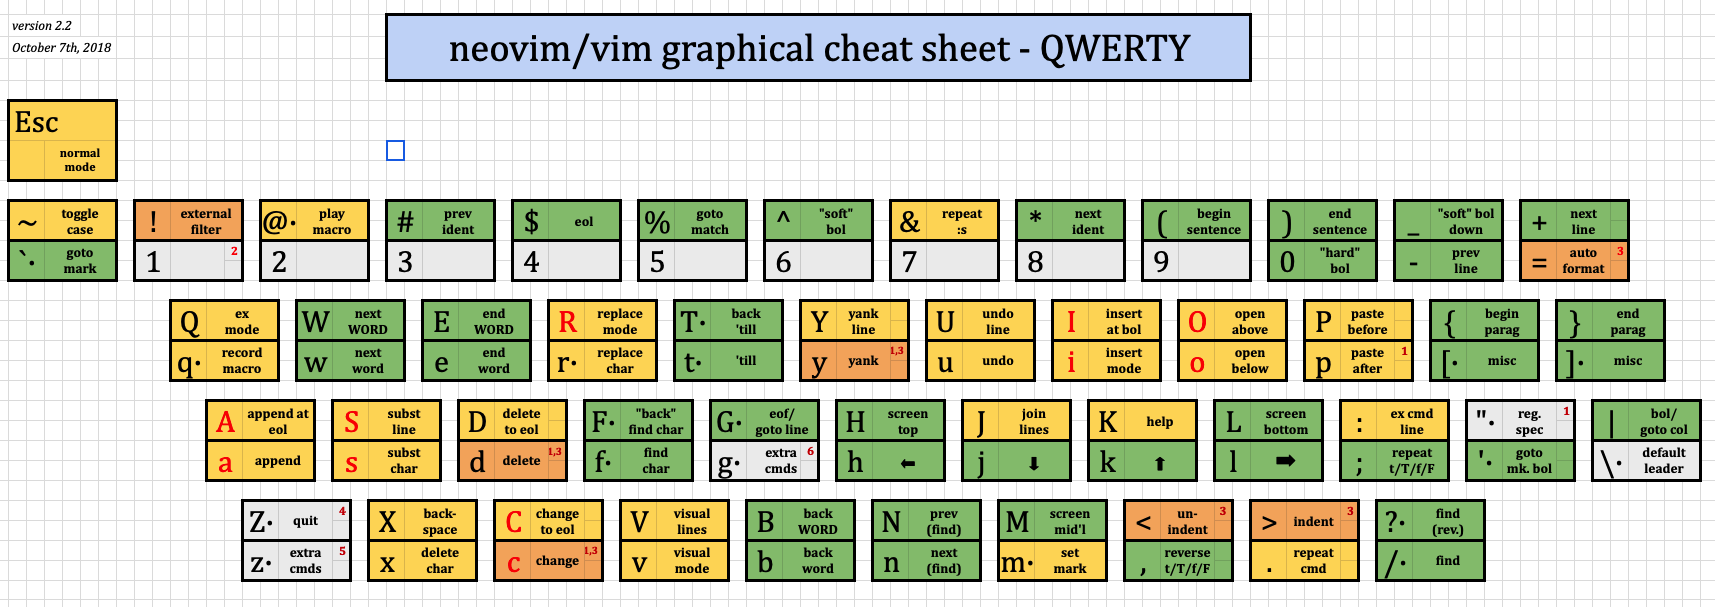 version 2.2
October 7th, 2018
neovim/vim graphical cheat sheet - QWERTY
Esc
normal
mode
~ toggle
case
! external
filter
@· play
macro
# prev
ident
$ eol
% goto
match
^ "soft"
bol
& repeat
:s
* next
ident
( begin
sentence
) end
sentence
_ "soft" bol
down
+ next
line
`· goto
mark
1 2
2
3
4
5
6
7
8
9
0 "hard"
bol
- prev
line
= auto 3
format
Q ex
mode
W next
WORD
E end
WORD
R replace
mode
T· back
'till
Y yank
line
U undo
line
I insert
at bol
O open
above
P paste
before
{ begin
parag
} end
parag
q· record
macro
w next
word
e end
word
r· replace
char
t· 'till
y yank 1,3
u undo
i insert
mode
o open
below
p paste 1
after
[· misc
]· misc
A append at
eol
S subst
line
D delete
to eol
F· "back"
find char
G· eof/
goto line
H screen
top
J join
lines
K help
L screen
bottom
: ex cmd
line
"· reg. 1
spec
| bol/
goto col
a append
s subst
char
d delete 1,3
f· find
char
g· extra 6
cmds
h ⬅
j ⬇
k ⬆
l ➡
; repeat
t/T/f/F
'· goto
mk. bol
\· default
leader
Z· quit 4
X back-
space
C change
to eol
V visual
lines
B back
WORD
N prev
(find)
M screen
mid'l
< un- 3
indent
> indent 3
?· find
(rev.)
z· extra 5
cmds
x delete
char
c change 1,3
v visual
mode
b back
word
n next
(find)
m· set
mark
, reverse
t/T/f/F
. repeat
cmd
/· find